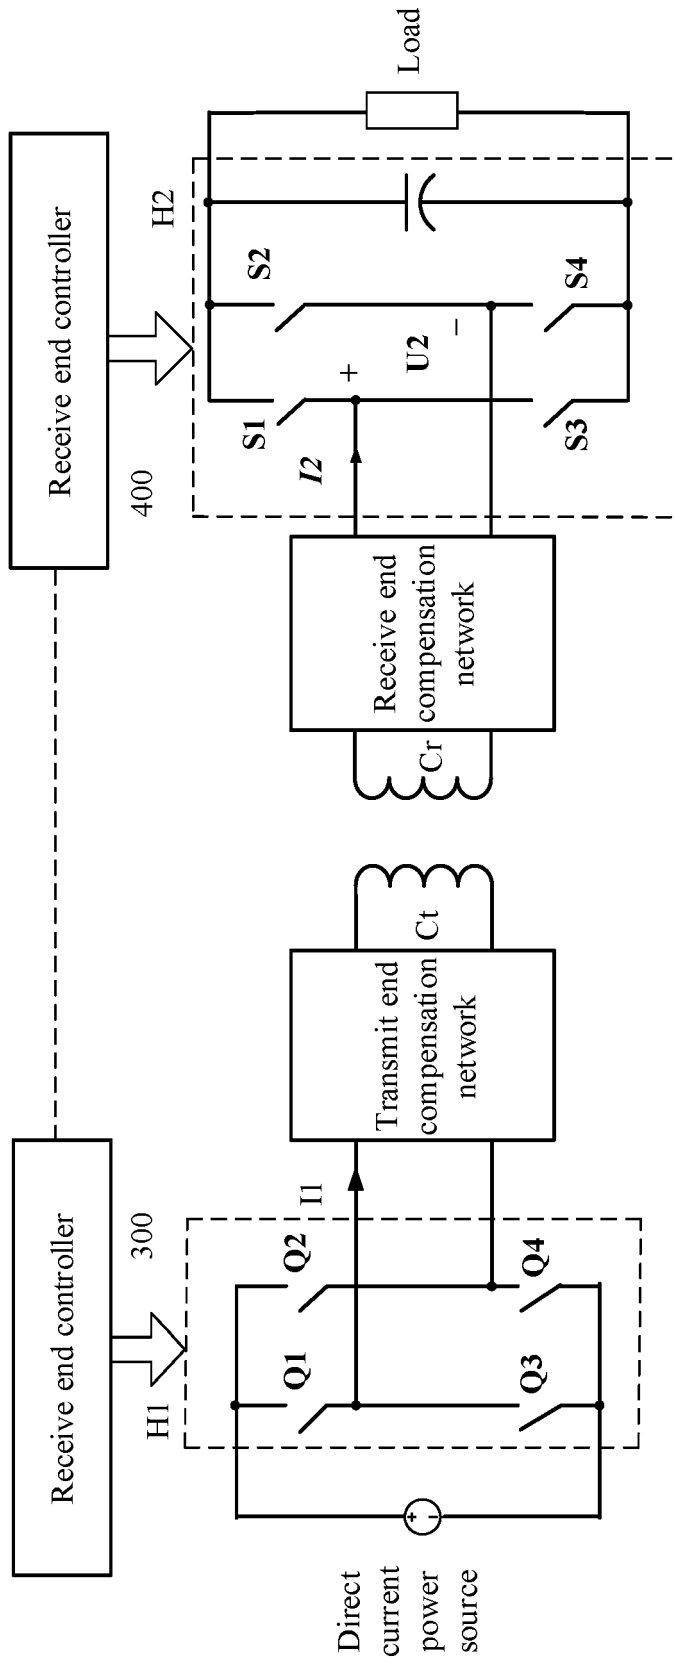 Receive end controller
Receive end controller
300
400
H1
H2
Q1
Q2
Q3
Q4
I1
Transmit end
compensation
network
Ct
Cr
Receive end
compensation
network
I2
S1
S2
+
U2
−
S3
S4
Load
Direct
current
power
source
+
−